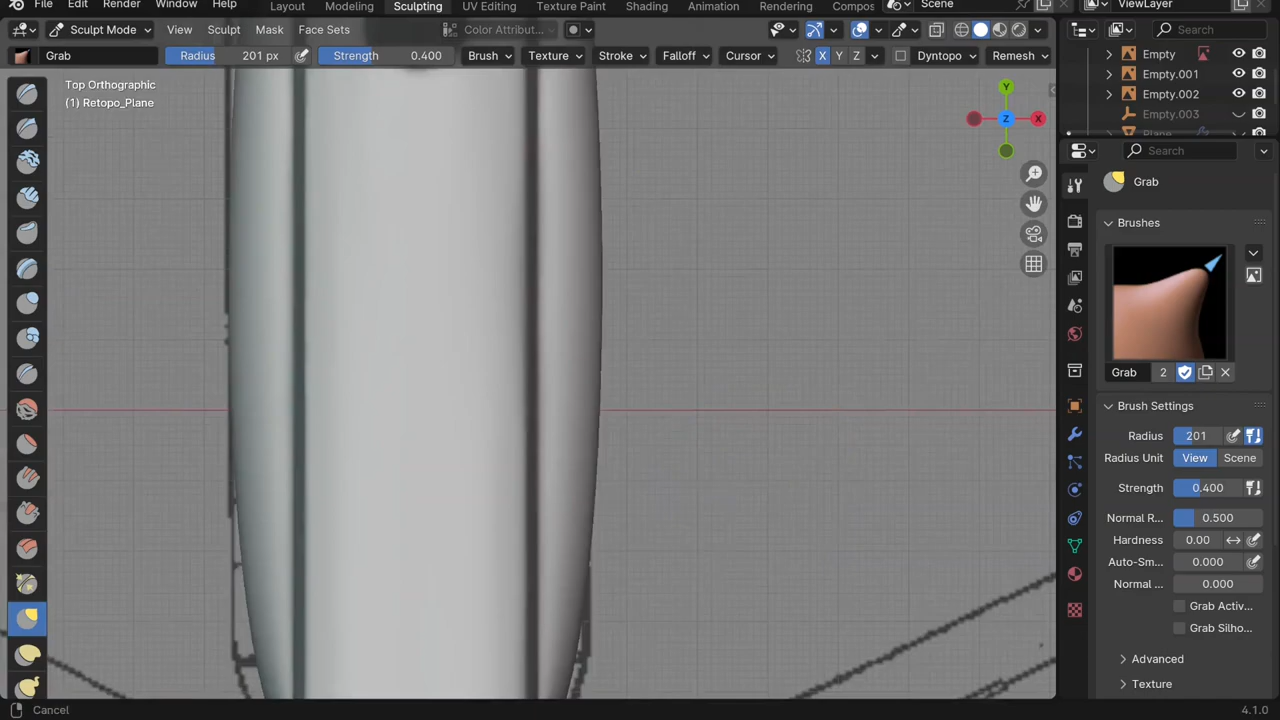 File Edit Render Window Help Layout Modeling Sculpting UV Editing Texture Paint Shading Animation Rendering Compos Scene ViewLayer
Sculpt Mode View Sculpt Mask Face Sets Color Attribut... Search
Grab Radius 201 px Strength 0.400 Brush Texture Stroke Falloff Cursor X Y Z Dyntopo Remesh
Empty
Empty.001
Empty.002
Empty.003
Plane
Top Orthographic
(1) Retopo_Plane
Y
Z X
Search
Grab
Brushes
Grab 2
Brush Settings
Radius 201
Radius Unit View Scene
Strength 0.400
Normal R... 0.500
Hardness 0.00
Auto-Sm... 0.000
Normal ... 0.000
Grab Activ...
Grab Silho...
Advanced
Texture
Cancel 4.1.0